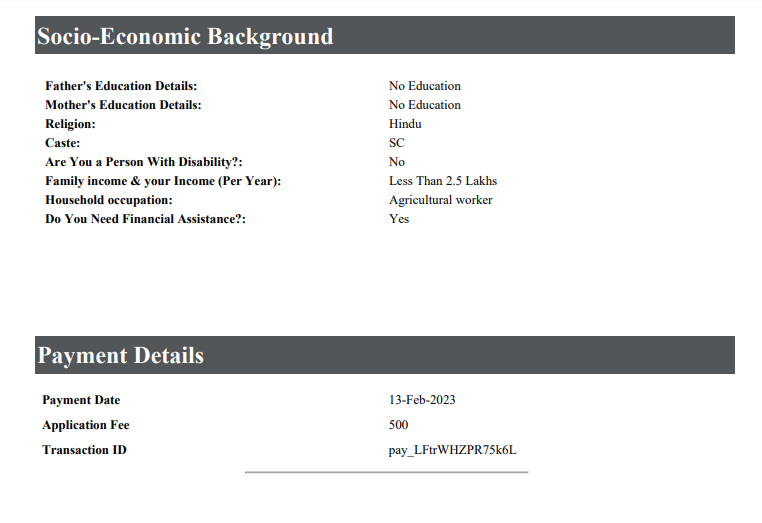 Socio-Economic Background
Father's Education Details: No Education
Mother's Education Details: No Education
Religion: Hindu
Caste: SC
Are You a Person With Disability?: No
Family income & your Income (Per Year): Less Than 2.5 Lakhs
Household occupation: Agricultural worker
Do You Need Financial Assistance?: Yes
Payment Details
Payment Date 13-Feb-2023
Application Fee 500
Transaction ID pay_LFtrWHZPR75k6L